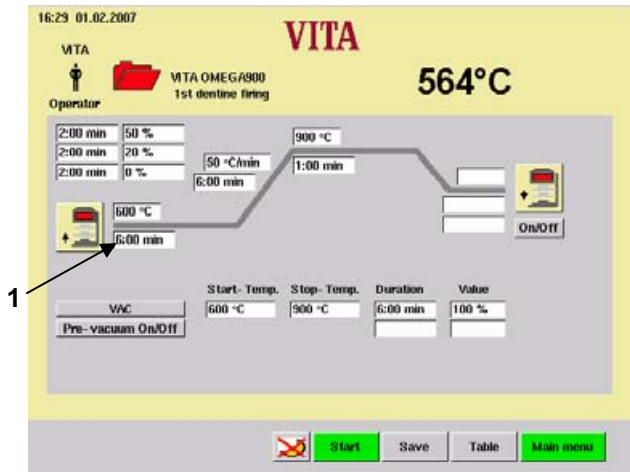 16:29 01.02.2007
VITA
VITA
Operator
VITA OMEGA900
1st dentine firing
564°C
2:00 min 50 %
2:00 min 20 %
2:00 min 0 %
50 °C/min
6:00 min
900 °C
1:00 min
600 °C
6:00 min
On/Off
1
Start- Temp. Stop- Temp. Duration Value
VAC 600 °C 900 °C 6:00 min 100 %
Pre- vacuum On/Off
Start Save Table Main menu